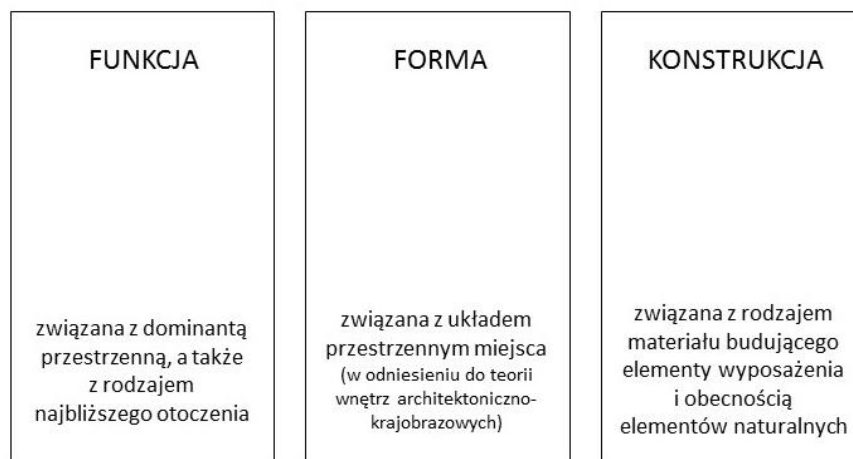 FUNKCJA
związana z dominantą
przestrzenną, a także
z rodzajem
najbliższego otoczenia
FORMA
związana z układem
przestrzennym miejsca
(w odniesieniu do teorii
wnętrz architektoniczno-
krajobrazowych)
KONSTRUKCJA
związana z rodzajem
materiału budującego
elementy wyposażenia
i obecnością
elementów naturalnych